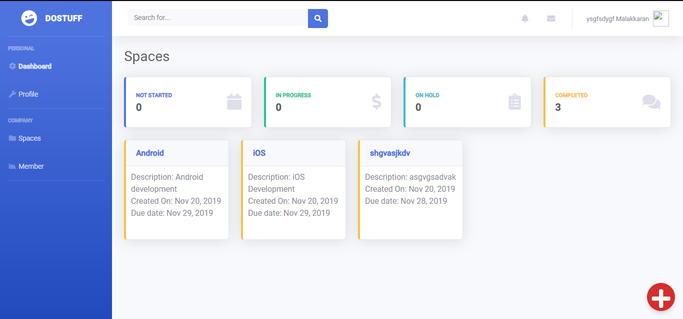 DOSTUFF
Search for...
ysgfsdygf Malakkaran
PERSONAL
Dashboard
Profile
COMPANY
Spaces
Member
Spaces
NOT STARTED
0
IN PROGRESS
0
ON HOLD
0
COMPLETED
3
Android
Description: Android
development
Created On: Nov 20, 2019
Due date: Nov 29, 2019
iOS
Description: iOS
Development
Created On: Nov 20, 2019
Due date: Nov 29, 2019
shgvasjkdv
Description: asgvgsadvak
Created On: Nov 20, 2019
Due date: Nov 28, 2019